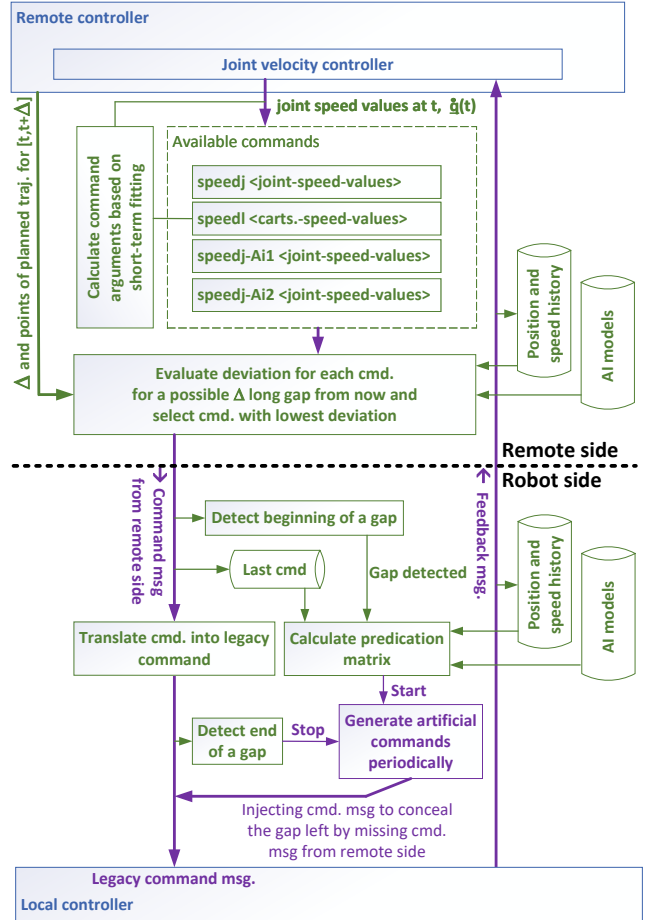 Remote controller
Joint velocity controller
joint speed values at t, q̊(t)
Δ and points of planned traj. for [t,t+Δ]
Calculate command
arguments based on
short-term fitting
Available commands
speedj <joint-speed-values>
speedl <carts.-speed-values>
speedj-Ai1 <joint-speed-values>
speedj-Ai2 <joint-speed-values>
Position and
speed history
AI models
Evaluate deviation for each cmd.
for a possible Δ long gap from now and
select cmd. with lowest deviation
Remote side
Robot side
Command msg
from remote side
Feedback msg.
Detect beginning of a gap
Last cmd
Gap detected
Position and
speed history
AI models
Translate cmd. into legacy
command
Calculate predication
matrix
Start
Detect end
of a gap
Stop
Generate artificial
commands
periodically
Injecting cmd. msg to conceal
the gap left by missing cmd.
msg from remote side
Legacy command msg.
Local controller